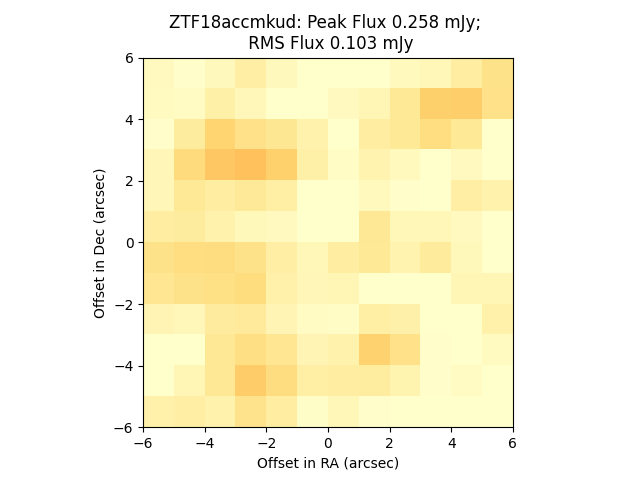 ZTF18accmkud: Peak Flux 0.258 mJy;
RMS Flux 0.103 mJy
6
4
2
0
−2
−4
−6
Offset in Dec (arcsec)
−6 −4 −2 0 2 4 6
Offset in RA (arcsec)